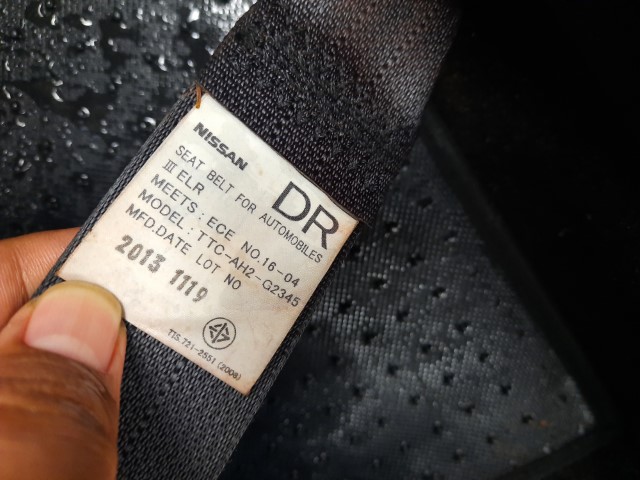 NISSAN
DR
SEAT BELT FOR AUTOMOBILES
III ELR
MEETS : ECE NO.16-04
MODEL : TTC-AH2-G2345
MFD.DATE LOT NO
2013 1119
TIS.721-2551 (2008)